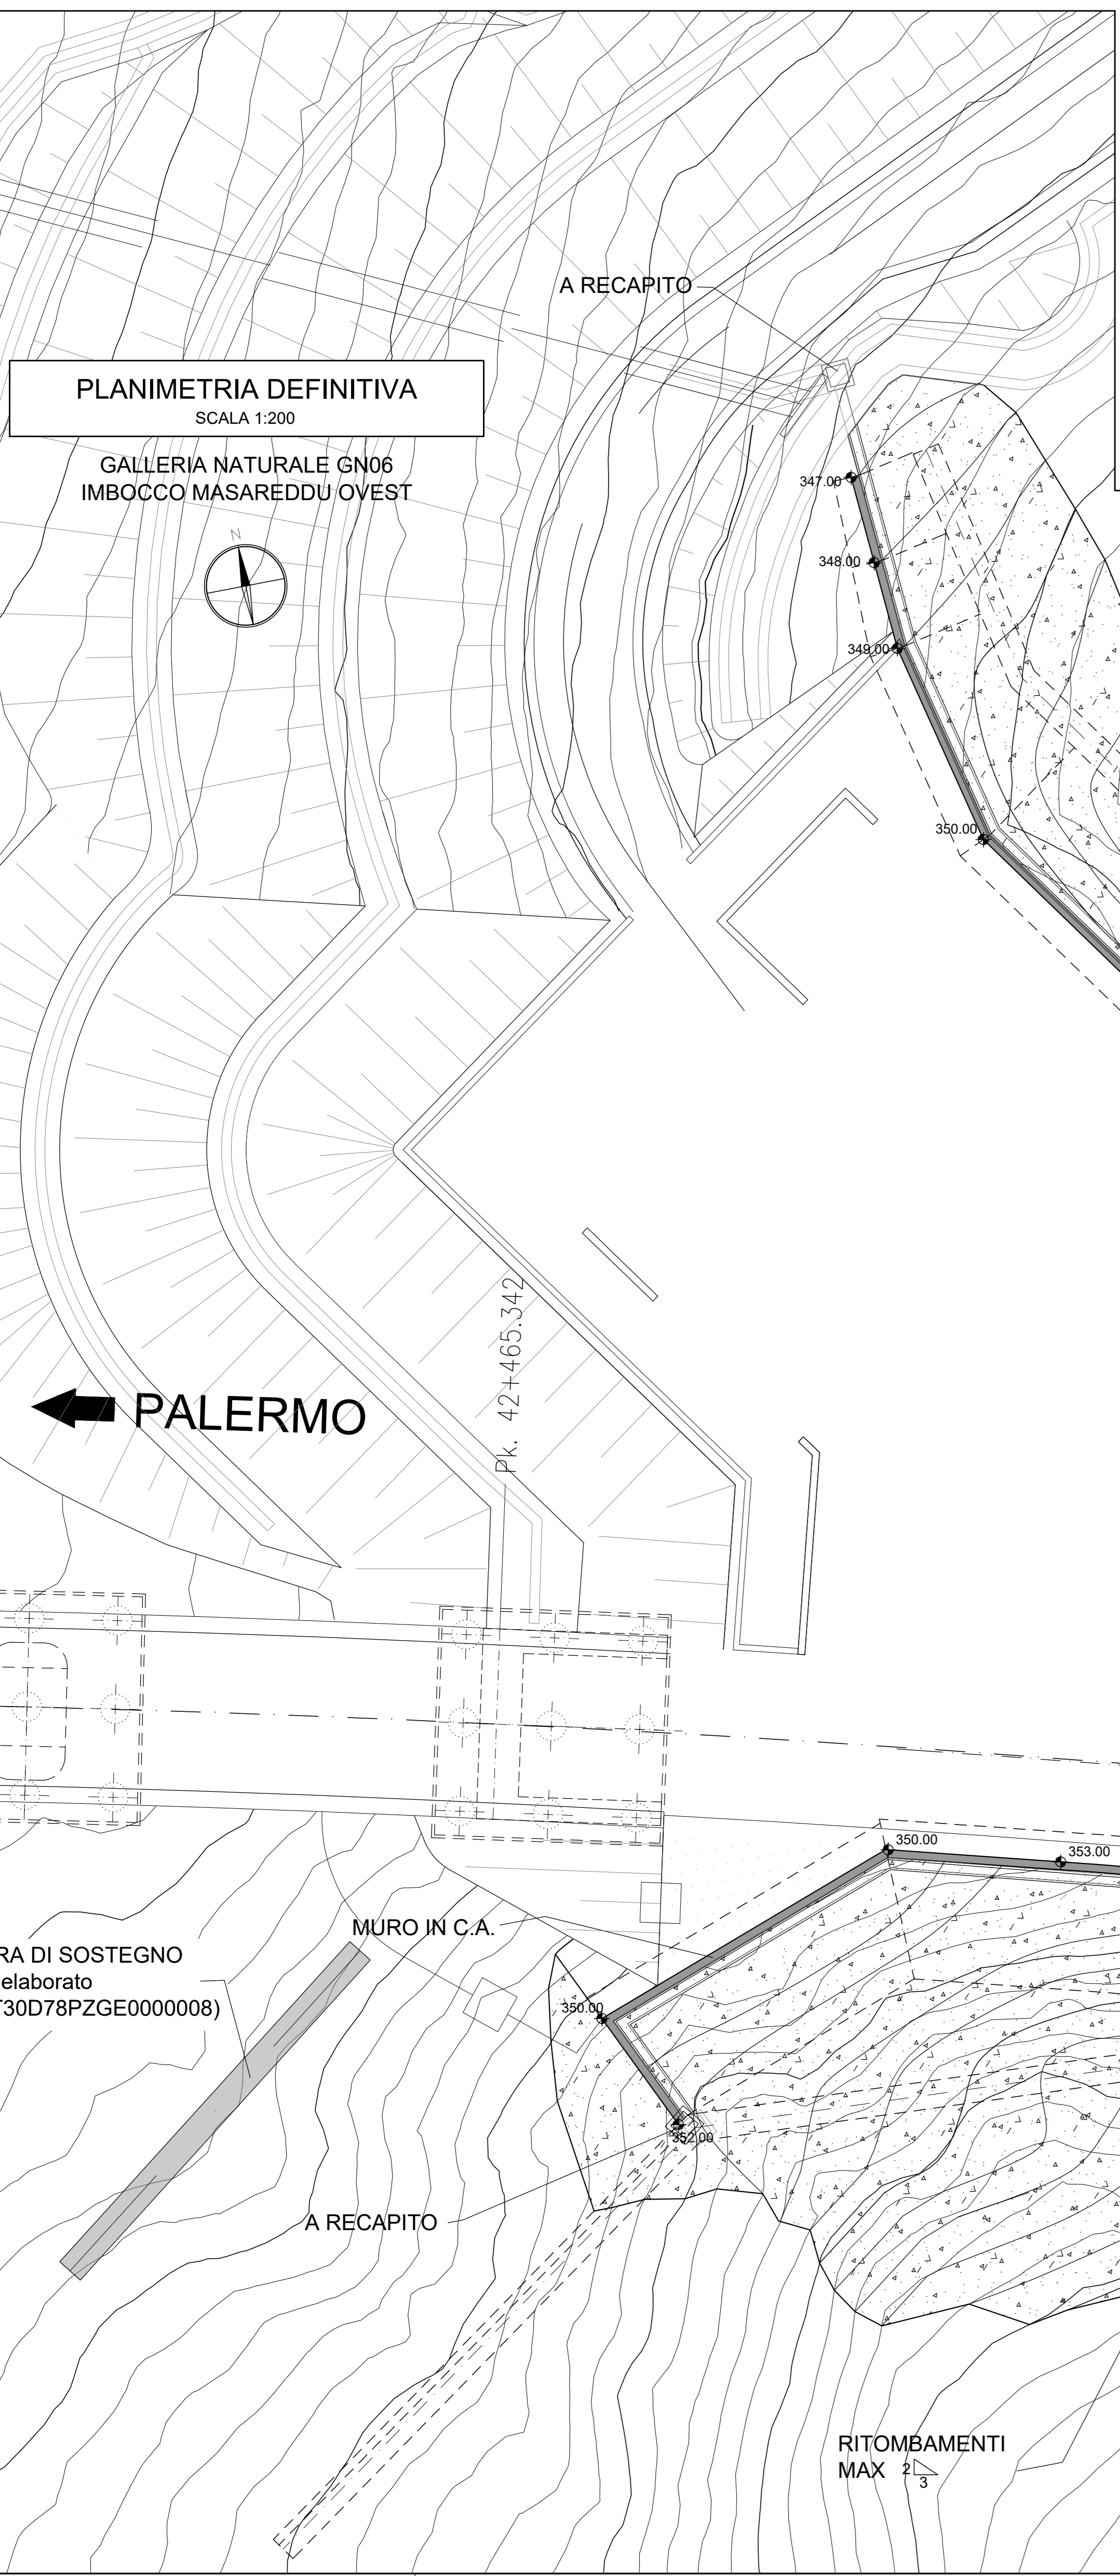 A RECAPITO
PLANIMETRIA DEFINITIVA
SCALA 1:200
GALLERIA NATURALE GN06
IMBOCCO MASAREDDU OVEST
N
347.00
348.00
349.00
350.00
Pk. 42+465.342
PALERMO
350.00
353.00
MURO IN C.A.
RA DI SOSTEGNO
elaborato
T30D78PZGE0000008)
350.00
352.00
A RECAPITO
RITOMBAMENTI
MAX 2
3